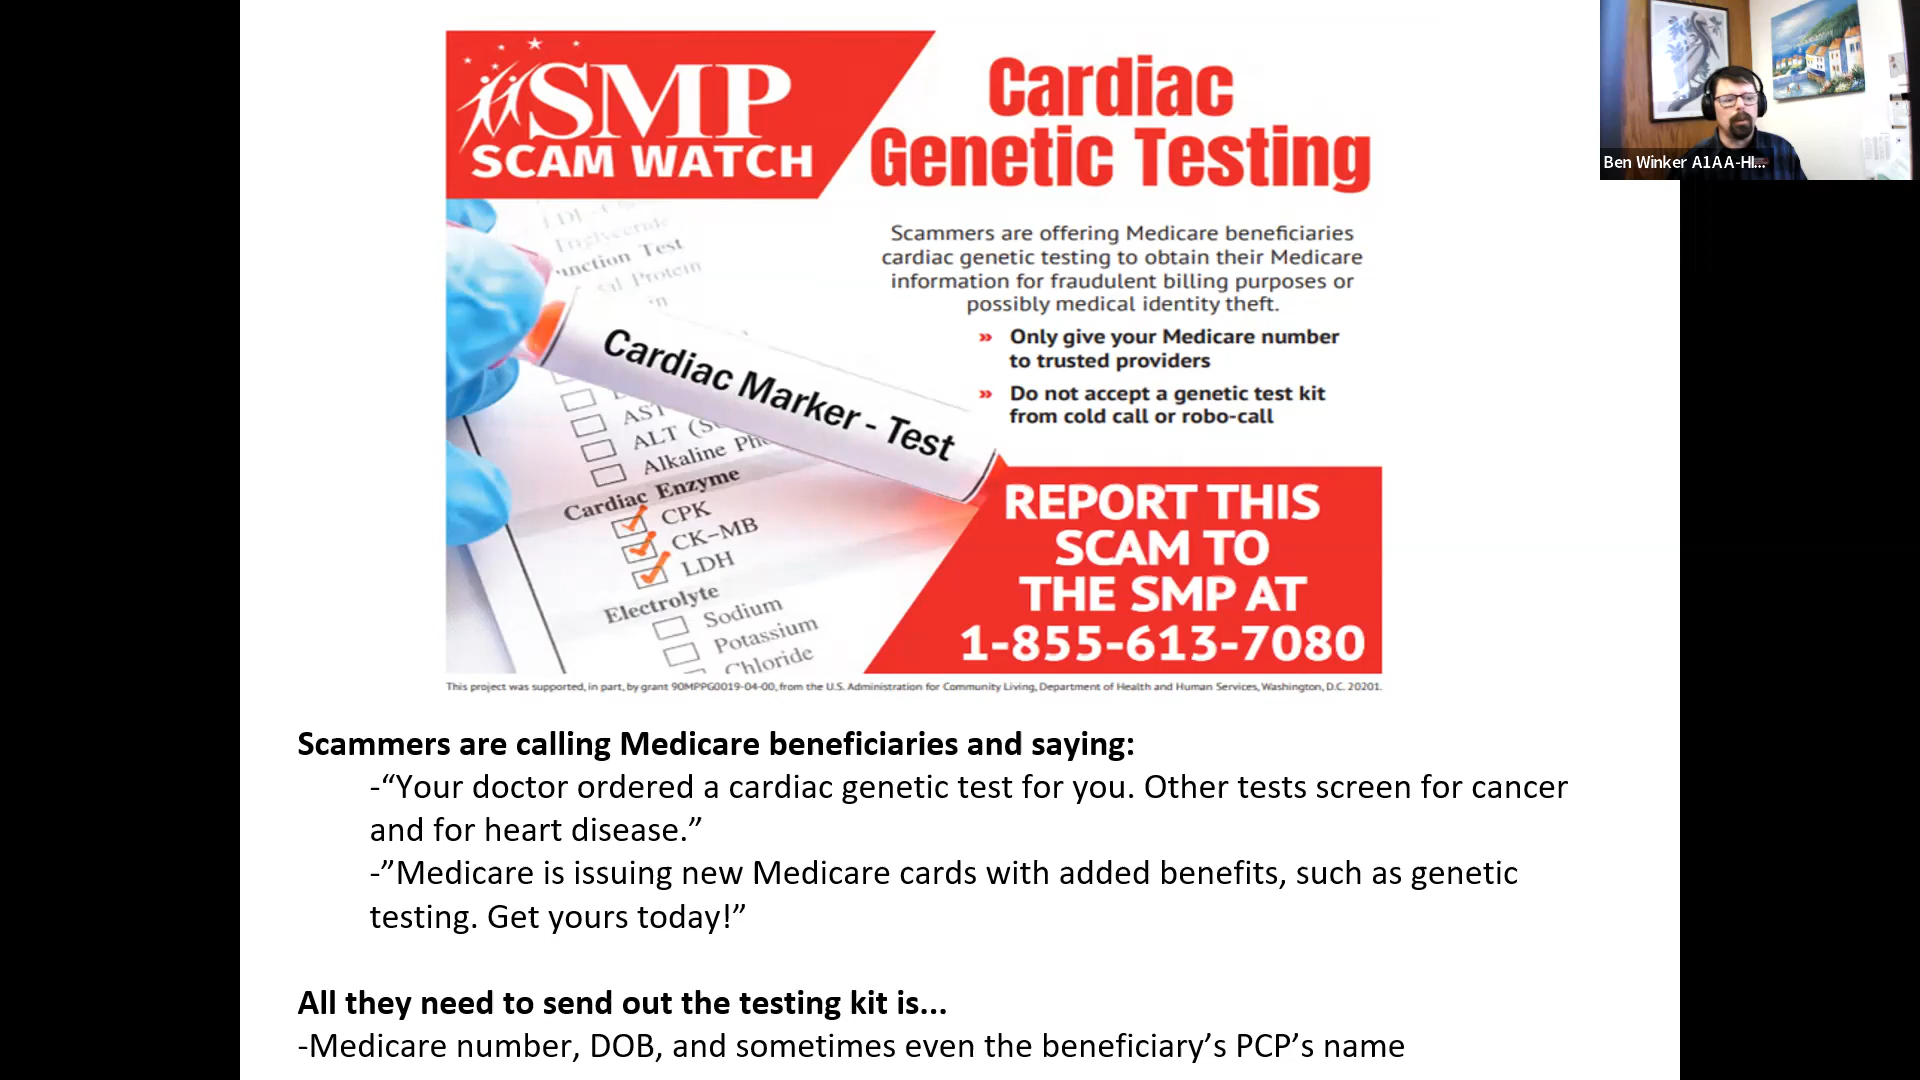 SMP
SCAM WATCH
Cardiac
Genetic Testing
Scammers are offering Medicare beneficiaries
cardiac genetic testing to obtain their Medicare
information for fraudulent billing purposes or
possibly medical identity theft.
» Only give your Medicare number
to trusted providers
» Do not accept a genetic test kit
from cold call or robo-call
Triglyceride
unction Test
Protein
Cardiac Marker - Test
AST
ALT
Alkaline
Cardiac Enzyme
CPK
CK-MB
LDH
Electrolyte
Sodium
Potassium
Chloride
REPORT THIS
SCAM TO
THE SMP AT
1-855-613-7080
This project was supported, in part, by grant 90MPPG0019-04-00, from the U.S. Administration for Community Living, Department of Health and Human Services, Washington, D.C. 20201.
Scammers are calling Medicare beneficiaries and saying:
-“Your doctor ordered a cardiac genetic test for you. Other tests screen for cancer
and for heart disease.”
-”Medicare is issuing new Medicare cards with added benefits, such as genetic
testing. Get yours today!”
All they need to send out the testing kit is...
-Medicare number, DOB, and sometimes even the beneficiary’s PCP’s name
Ben Winker A1AA-HI...